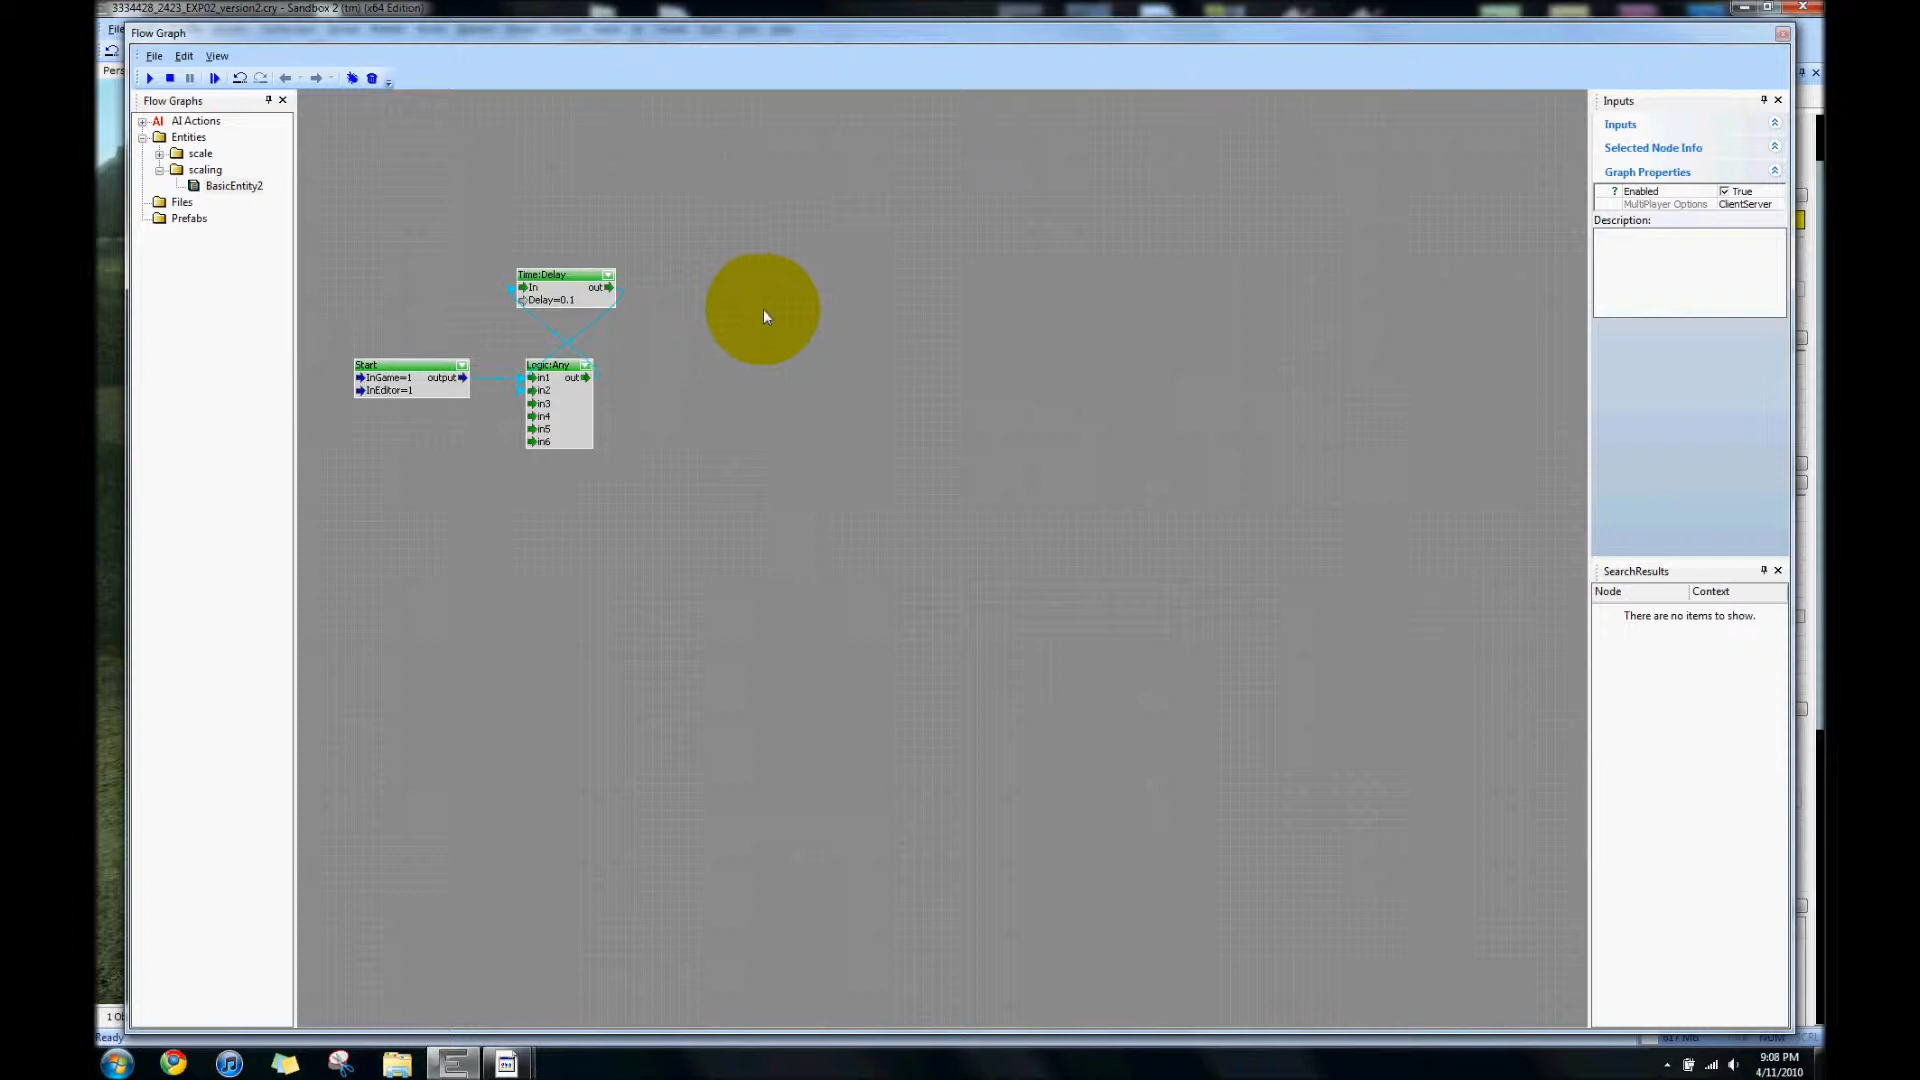 3334428_2423_EXP02_version2.cry - Sandbox 2 (tm) (x64 Edition)
Flow Graph
File Edit View
Pers
Flow Graphs
AI AI Actions
Entities
scale
scaling
BasicEntity2
Files
Prefabs
Time:Delay
In out
Delay=0.1
Start
InGame=1 output
InEditor=1
Logic:Any
in1 out
in2
in3
in4
in5
in6
Inputs
Inputs
Selected Node Info
Graph Properties
? Enabled True
MultiPlayer Options ClientServer
Description:
SearchResults
Node Context
There are no items to show.
Ready
9:08 PM
4/11/2010